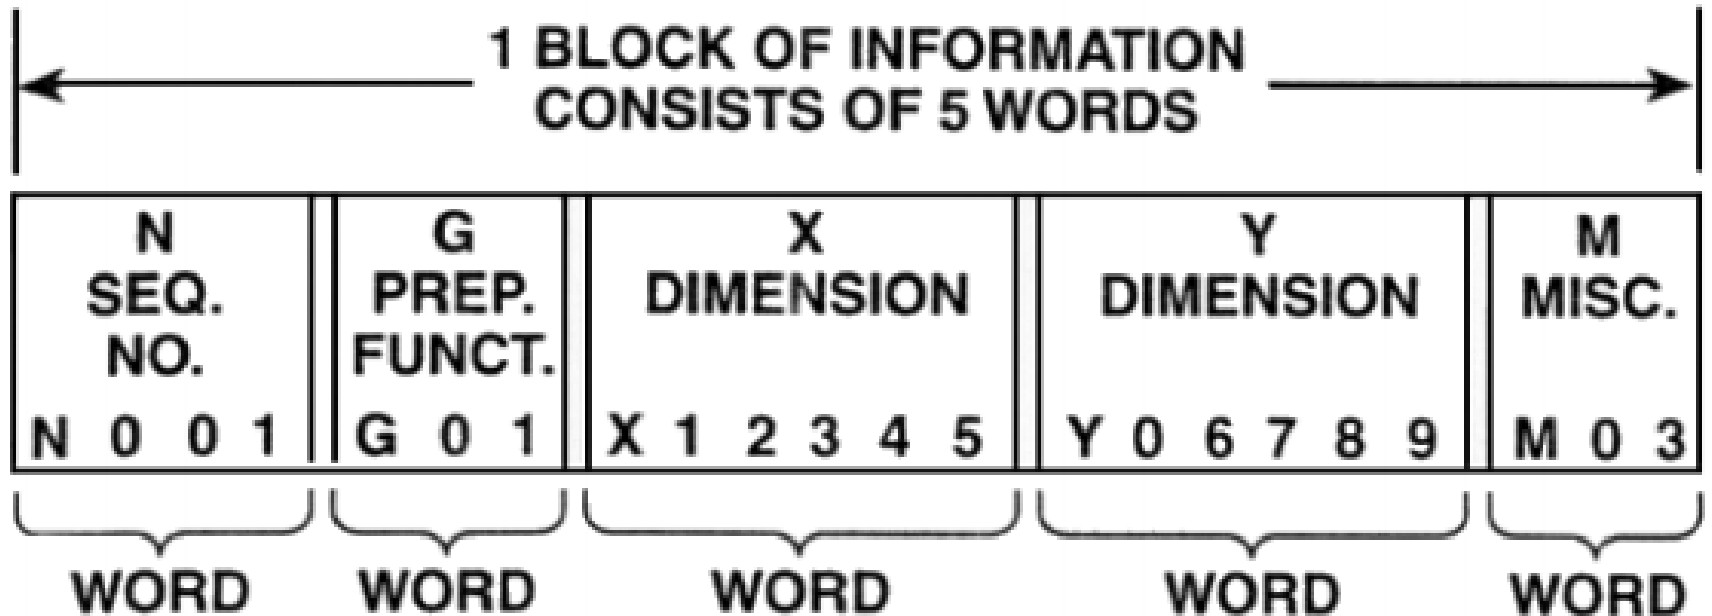 1 BLOCK OF INFORMATION
CONSISTS OF 5 WORDS
N
SEQ.
NO.
N 0 0 1
G
PREP.
FUNCT.
G 0 1
X
DIMENSION
X 1 2 3 4 5
Y
DIMENSION
Y 0 6 7 8 9
M
MISC.
M 0 3
WORD
WORD
WORD
WORD
WORD